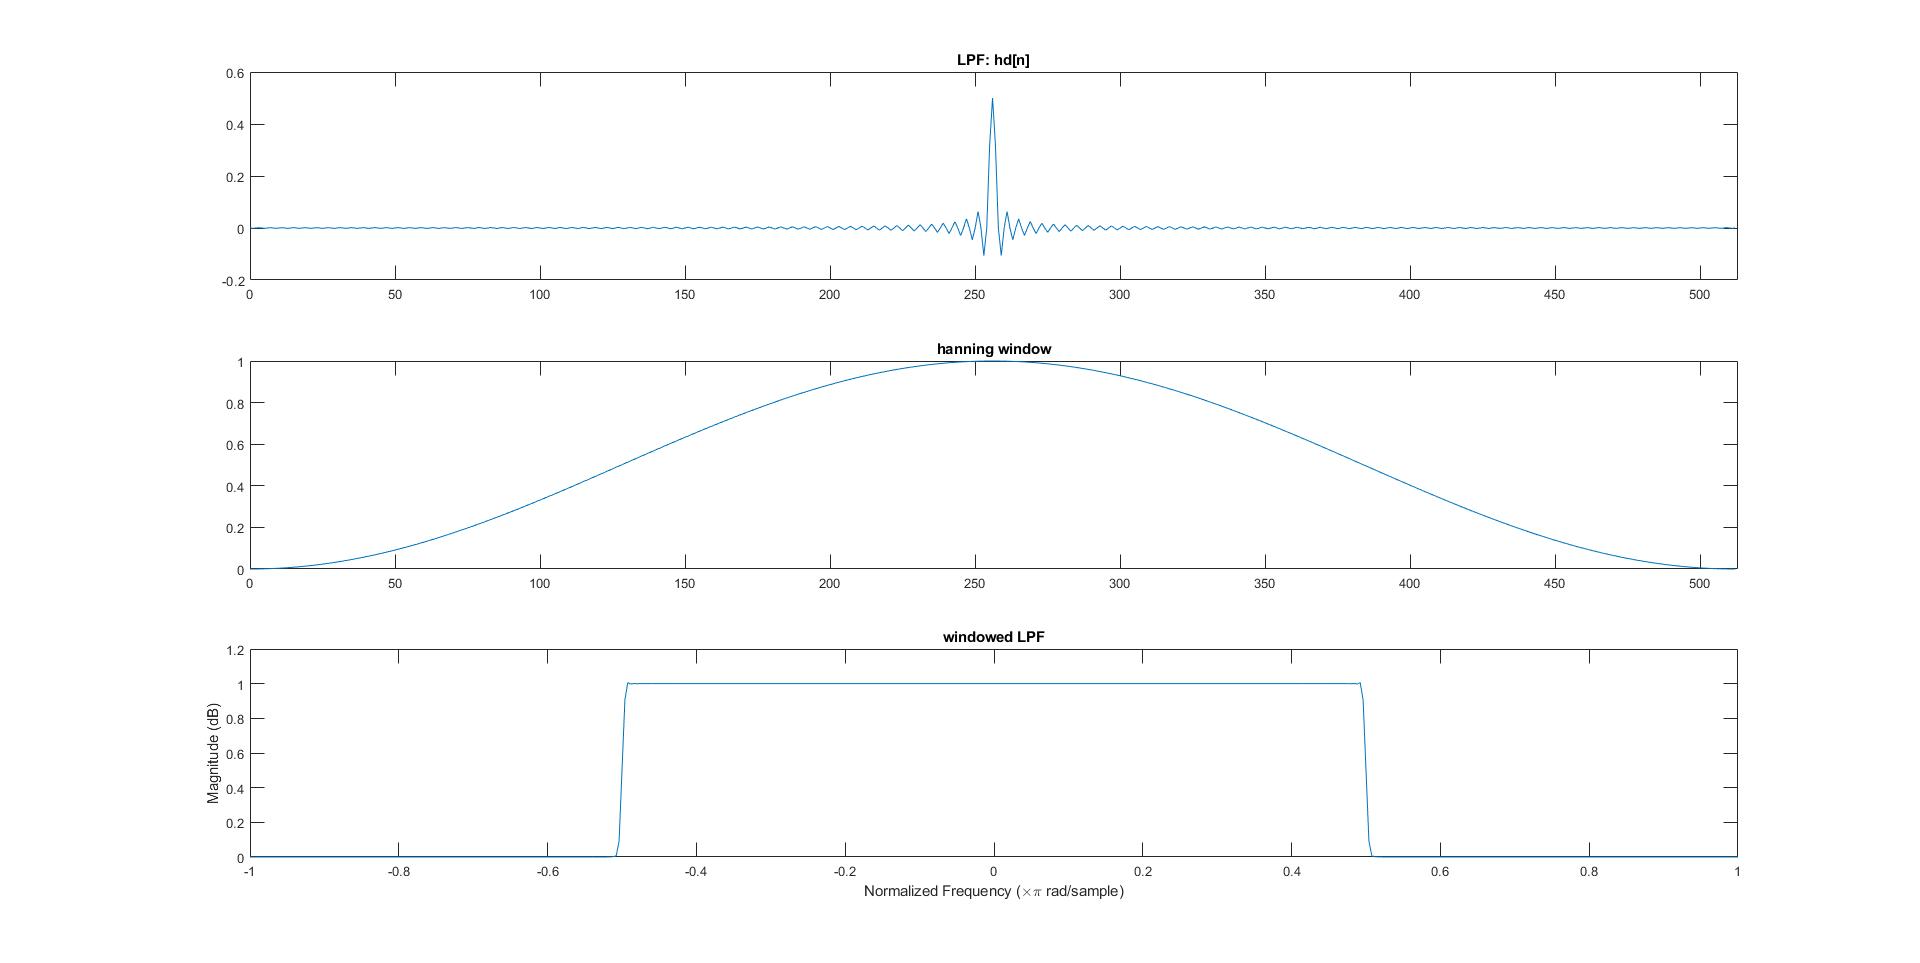 LPF: hd[n]
0.6
0.4
0.2
0
-0.2
0 50 100 150 200 250 300 350 400 450 500
hanning window
1
0.8
0.6
0.4
0.2
0
0 50 100 150 200 250 300 350 400 450 500
windowed LPF
1.2
1
0.8
0.6
0.4
0.2
0
Magnitude (dB)
-1 -0.8 -0.6 -0.4 -0.2 0 0.2 0.4 0.6 0.8 1
Normalized Frequency (×π rad/sample)